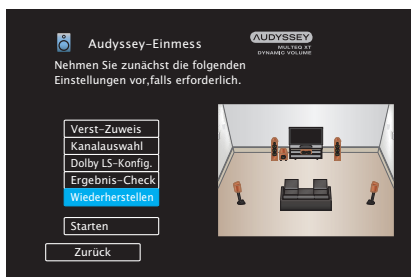 Audyssey-Einmess
AUDYSSEY
MULTEQ XT
DYNAMIC VOLUME
Nehmen Sie zunächst die folgenden
Einstellungen vor,falls erforderlich.
Verst-Zuweis
Kanalauswahl
Dolby LS-Konfig.
Ergebnis-Check
Wiederherstellen
Starten
Zurück